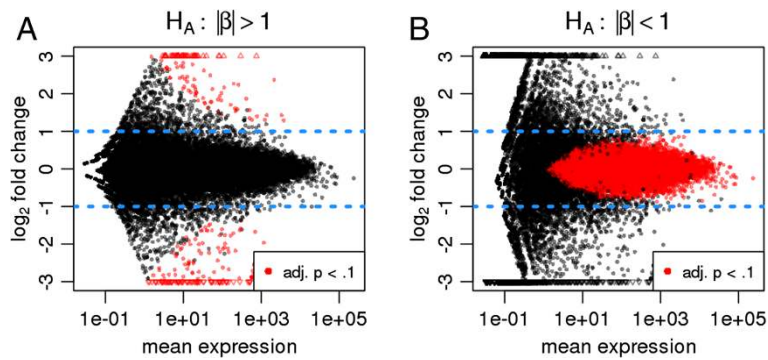 A
H_A : |β| > 1
log₂ fold change
3
2
1
0
-1
-2
-3
adj. p < .1
1e-01
1e+01
1e+03
1e+05
mean expression
B
H_A : |β| < 1
log₂ fold change
3
2
1
0
-1
-2
-3
adj. p < .1
1e-01
1e+01
1e+03
1e+05
mean expression